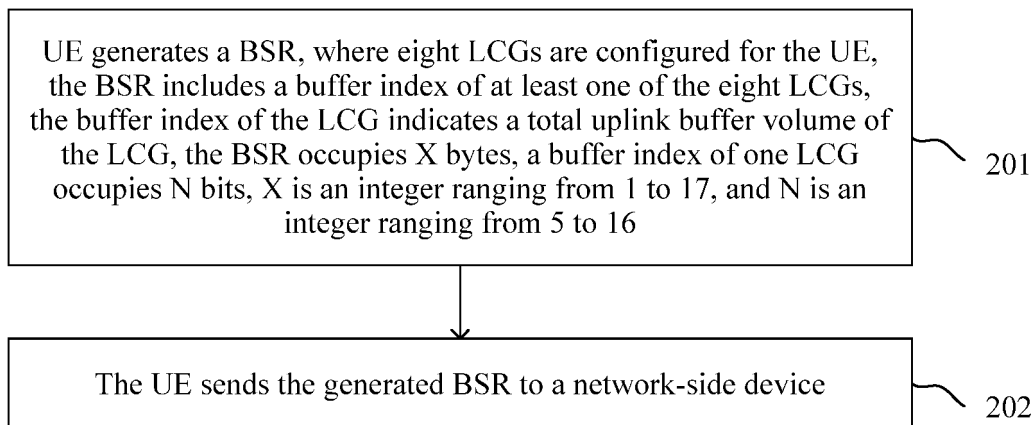 UE generates a BSR, where eight LCGs are configured for the UE,
the BSR includes a buffer index of at least one of the eight LCGs,
the buffer index of the LCG indicates a total uplink buffer volume of
the LCG, the BSR occupies X bytes, a buffer index of one LCG
occupies N bits, X is an integer ranging from 1 to 17, and N is an
integer ranging from 5 to 16
201
The UE sends the generated BSR to a network-side device
202